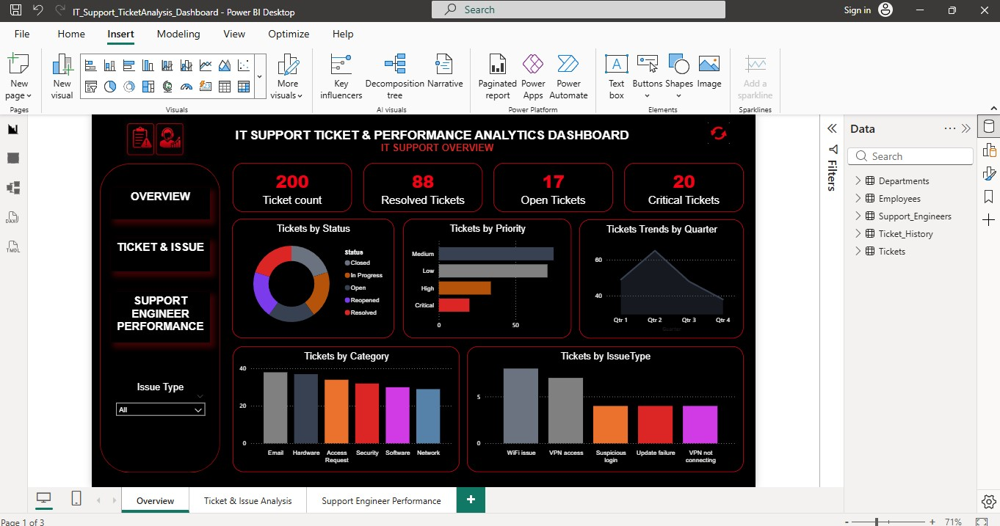 IT_Support_TicketAnalysis_Dashboard - Power BI Desktop
Search
Sign in
File
Home
Insert
Modeling
View
Optimize
Help
New page
New visual
More visuals
Key influencers
Decomposition tree
Narrative
Paginated report
Power Apps
Power Automate
Text box
Buttons
Shapes
Image
Add a sparkline
Pages
Visuals
AI visuals
Power Platform
Elements
Sparklines
DAX
TMDL
IT SUPPORT TICKET & PERFORMANCE ANALYTICS DASHBOARD
IT SUPPORT OVERVIEW
OVERVIEW
TICKET & ISSUE
SUPPORT
ENGINEER
PERFORMANCE
Issue Type
All
200
Ticket count
88
Resolved Tickets
17
Open Tickets
20
Critical Tickets
Tickets by Status
Status
Closed
In Progress
Open
Reopened
Resolved
Tickets by Priority
Medium
Low
High
Critical
0
50
Tickets Trends by Quarter
60
40
Qtr 1
Qtr 2
Qtr 3
Qtr 4
Quarter
Tickets by Category
40
20
0
Email
Hardware
Access
Request
Security
Software
Network
Tickets by IssueType
5
0
WiFi issue
VPN access
Suspicious
login
Update failure
VPN not
connecting
Filters
Data
Search
Departments
Employees
Support_Engineers
Ticket_History
Tickets
Overview
Ticket & Issue Analysis
Support Engineer Performance
+
Page 1 of 3
- + 71%